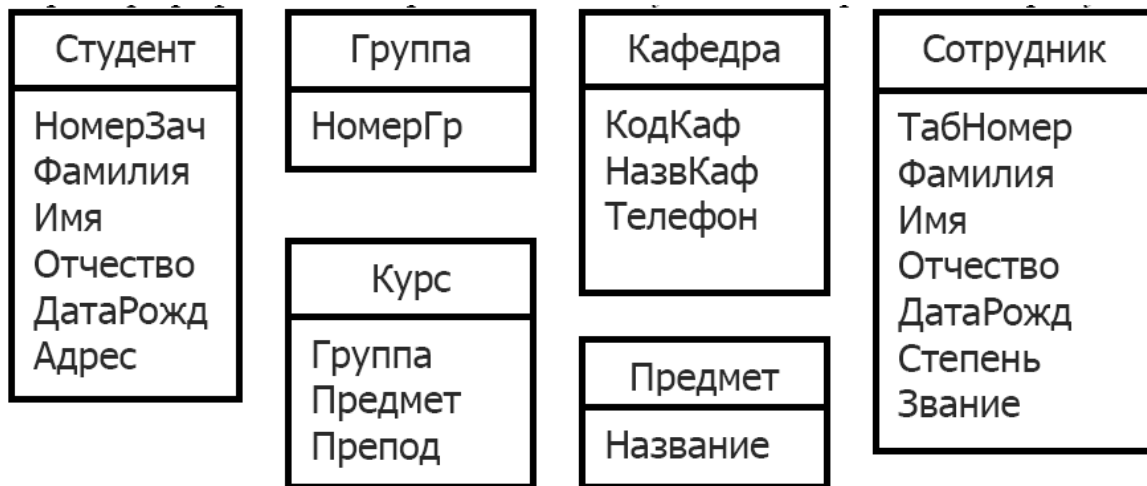 Студент
НомерЗач
Фамилия
Имя
Отчество
ДатаРожд
Адрес
Группа
НомерГр
Курс
Группа
Предмет
Препод
Кафедра
КодКаф
НазвКаф
Телефон
Предмет
Название
Сотрудник
ТабНомер
Фамилия
Имя
Отчество
ДатаРожд
Степень
Звание